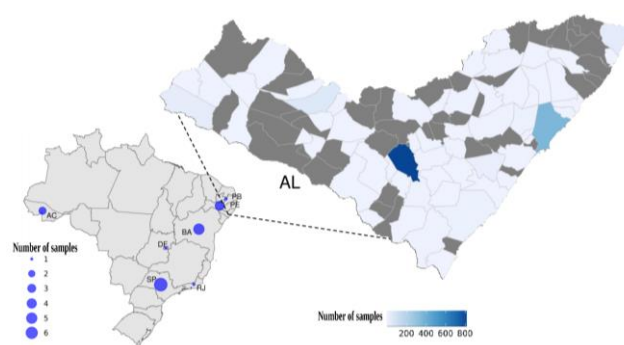 AL
PB
PE
AC
BA
DF
SP
RJ
Number of samples
1
2
3
4
5
6
Number of samples
200 400 600 800